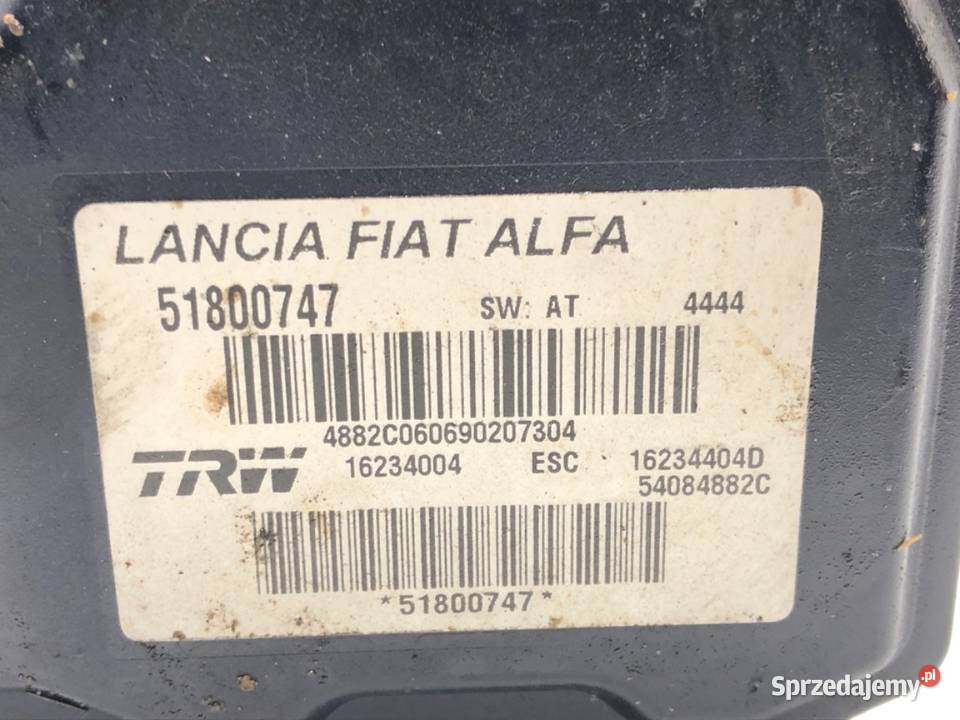 LANCIA FIAT ALFA
51800747 SW: AT 4444
4882C060690207304
TRW 16234004 ESC 16234404D
54084882C
*51800747*
Sprzedajemy.pl